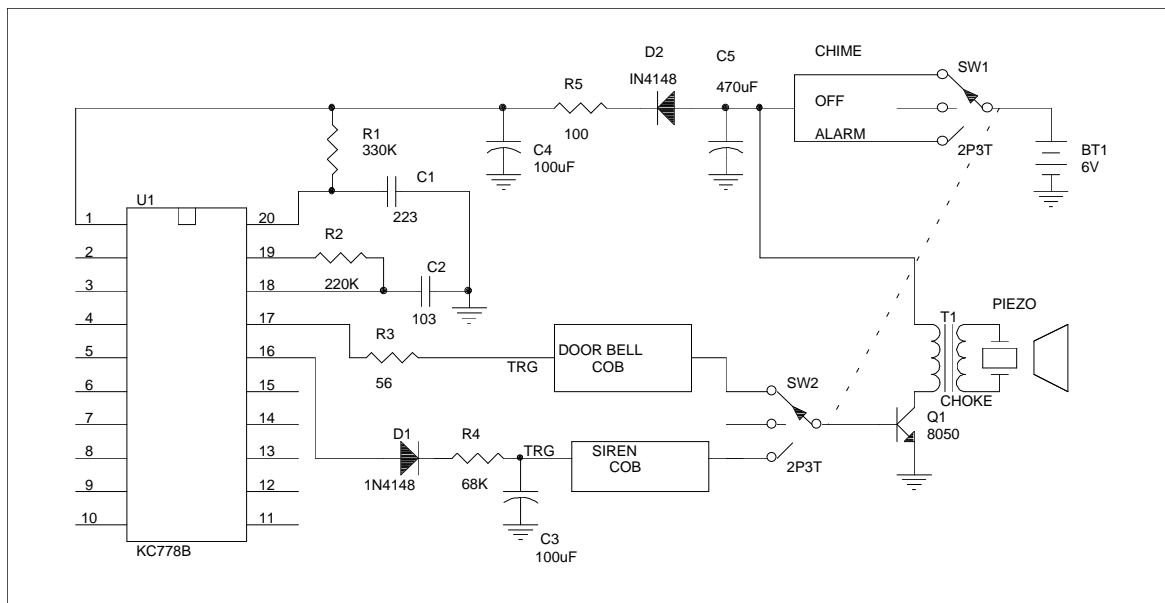 D2
IN4148
C5
470uF
CHIME
SW1
R5
100
OFF
ALARM
2P3T
BT1
6V
R1
330K
C4
100uF
C1
223
U1
1
20
R2
220K
2
19
C2
103
3
18
4
17
5
16
6
15
7
14
8
13
9
12
10
11
KC778B
R3
56
TRG
DOOR BELL
COB
SW2
2P3T
T1
PIEZO
CHOKE
Q1
8050
D1
1N4148
R4
68K
TRG
SIREN
COB
C3
100uF